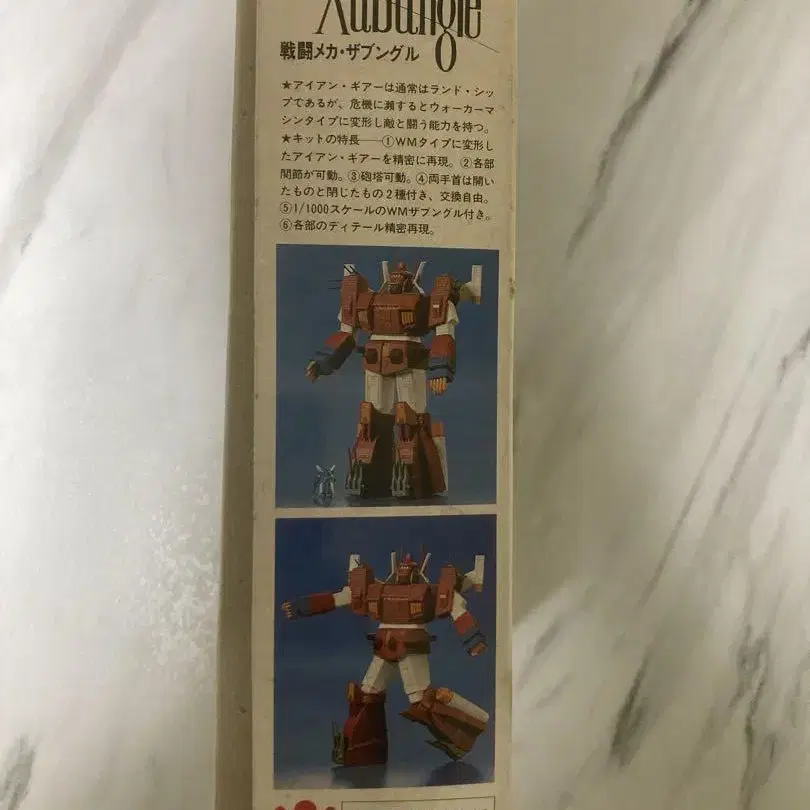 Xabungle
戦闘メカ・ザブングル
★アイアン・ギアーは通常はランド・シッ
プであるが、危機に瀕するとウォーカーマ
シンタイプに変形し敵と闘う能力を持つ。
★キットの特長——①WMタイプに変形し
たアイアン・ギアーを精密に再現。②各部
関節が可動。③砲塔可動。④両手首は開い
たものと閉じたもの2種付き、交換自由。
⑤1/1000スケールのWMザブングル付き。
⑥各部のディテール精密再現。